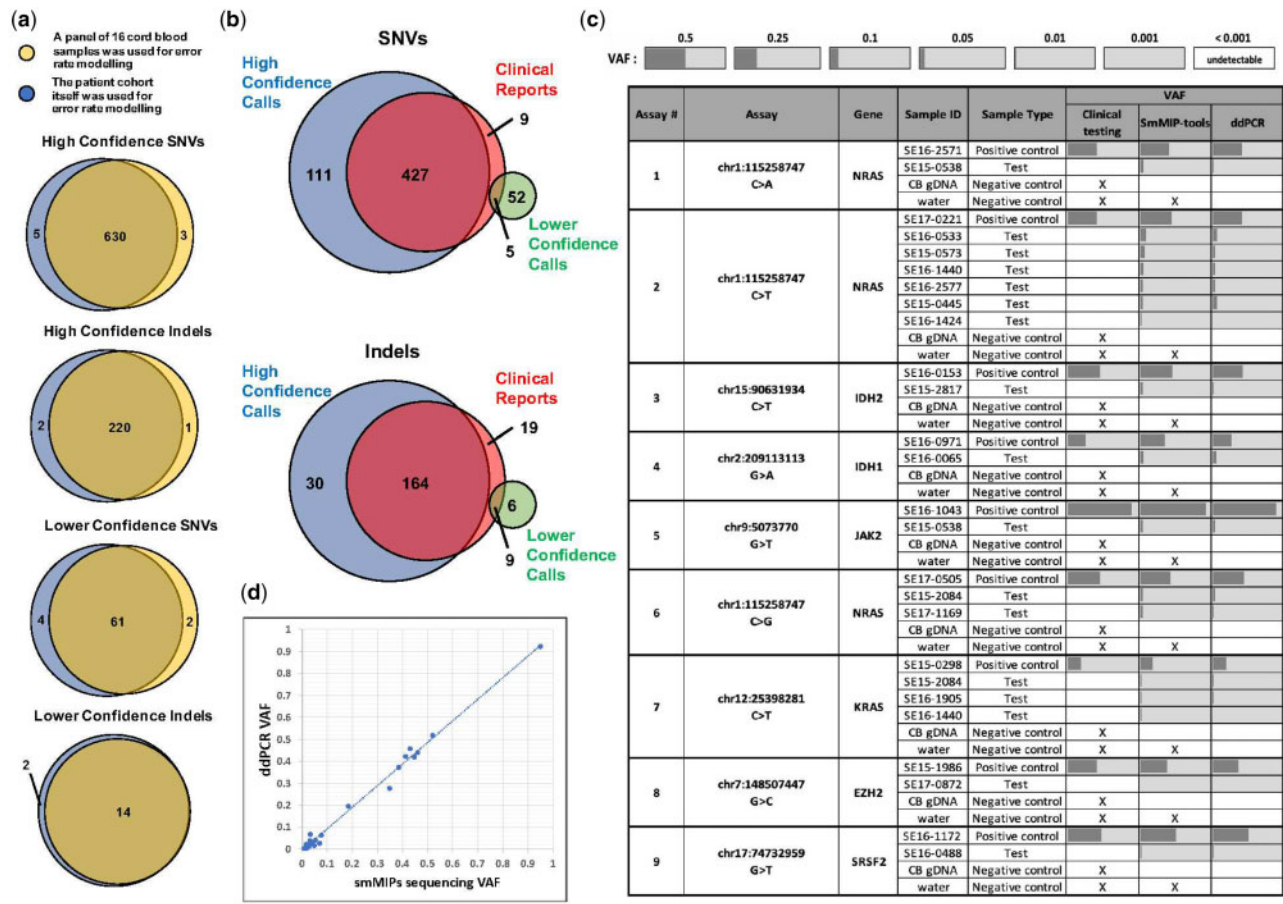 (a)
A panel of 16 cord blood
samples was used for error
rate modelling
The patient cohort
itself was used for
error rate modelling
High Confidence SNVs
5
630
3
High Confidence Indels
2
220
1
Lower Confidence SNVs
4
61
2
Lower Confidence Indels
2
14
(b)
SNVs
High
Confidence
Calls
Clinical
Reports
9
111
427
52
5
Lower
Confidence
Calls
Indels
High
Confidence
Calls
Clinical
Reports
19
30
164
6
9
Lower
Confidence
Calls
(d)
ddPCR VAF
1
0.9
0.8
0.7
0.6
0.5
0.4
0.3
0.2
0.1
0
0 0.1 0.2 0.3 0.4 0.5 0.6 0.7 0.8 0.9 1
smMIPs sequencing VAF
(c)
0.5 0.25 0.1 0.05 0.01 0.001 < 0.001
VAF : undetectable
VAF
Assay # Assay Gene Sample ID Sample Type Clinical testing SmMIP-tools ddPCR
1 chr1:115258747 C>A NRAS
SE16-2571 Positive control
SE15-0538 Test
CB gDNA Negative control X
water Negative control X X
2 chr1:115258747 C>T NRAS
SE17-0221 Positive control
SE16-0533 Test
SE15-0573 Test
SE16-1440 Test
SE16-2577 Test
SE15-0445 Test
SE16-1424 Test
CB gDNA Negative control X
water Negative control X X
3 chr15:90631934 C>T IDH2
SE16-0153 Positive control
SE15-2817 Test
CB gDNA Negative control X
water Negative control X X
4 chr2:209113113 G>A IDH1
SE16-0971 Positive control
SE16-0065 Test
CB gDNA Negative control X
water Negative control X X
5 chr9:5073770 G>T JAK2
SE16-1043 Positive control
SE15-0538 Test
CB gDNA Negative control X
water Negative control X X
6 chr1:115258747 C>G NRAS
SE17-0505 Positive control
SE15-2084 Test
SE17-1169 Test
CB gDNA Negative control X
water Negative control X X
7 chr12:25398281 C>T KRAS
SE15-0298 Positive control
SE15-2084 Test
SE16-1905 Test
SE16-1440 Test
CB gDNA Negative control X
water Negative control X X
8 chr7:148507447 G>C EZH2
SE15-1986 Positive control
SE17-0872 Test
CB gDNA Negative control X
water Negative control X X
9 chr17:74732959 G>T SRSF2
SE16-1172 Positive control
SE16-0488 Test
CB gDNA Negative control X
water Negative control X X